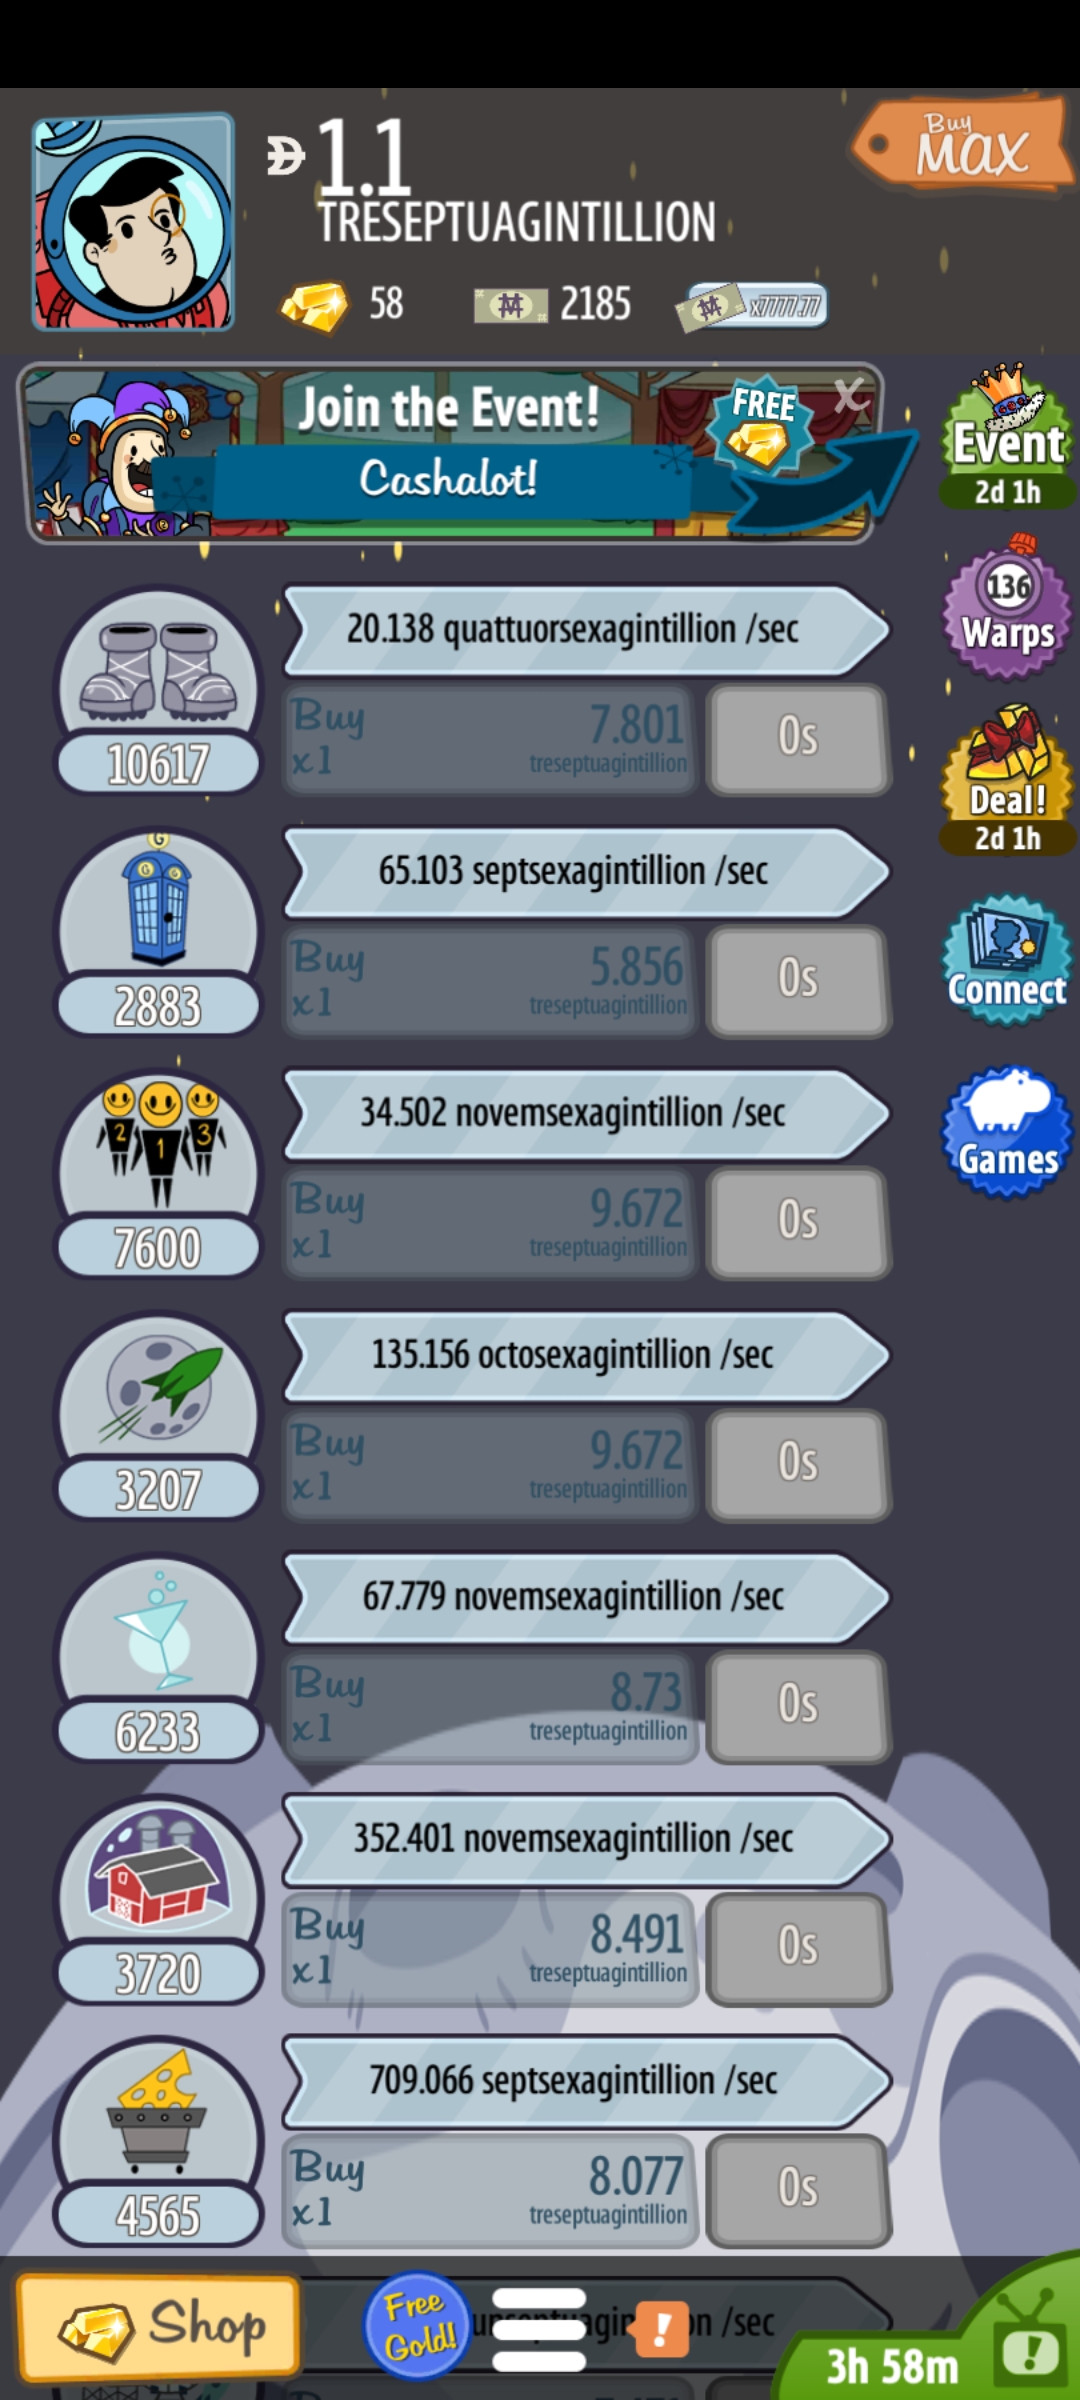 1.1
Buy
MAX
TRESEPTUAGINTILLION
58
2185
x7777.77
Join the Event!
FREE
X
Cashalot!
Event
2d 1h
20.138 quattuorsexagintillion /sec
Buy
x1
7.801
treseptuagintillion
0s
10617
136
Warps
Deal!
2d 1h
65.103 septsexagintillion /sec
Buy
x1
5.856
treseptuagintillion
0s
G
G G
2883
Connect
34.502 novemsexagintillion /sec
2 1 3
Buy
x1
9.672
treseptuagintillion
0s
7600
Games
135.156 octosexagintillion /sec
Buy
x1
9.672
treseptuagintillion
0s
3207
67.779 novemsexagintillion /sec
Buy
x1
8.73
treseptuagintillion
0s
6233
352.401 novemsexagintillion /sec
Buy
x1
8.491
treseptuagintillion
0s
3720
709.066 septsexagintillion /sec
Buy
x1
8.077
treseptuagintillion
0s
4565
Shop
Free
Gold!
!
/sec
3h 58m
!